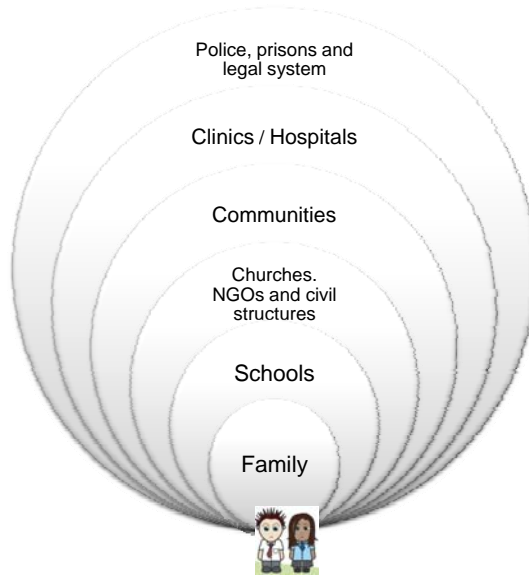 Police, prisons and
legal system
Clinics / Hospitals
Communities
Churches.
NGOs and civil
structures
Schools
Family